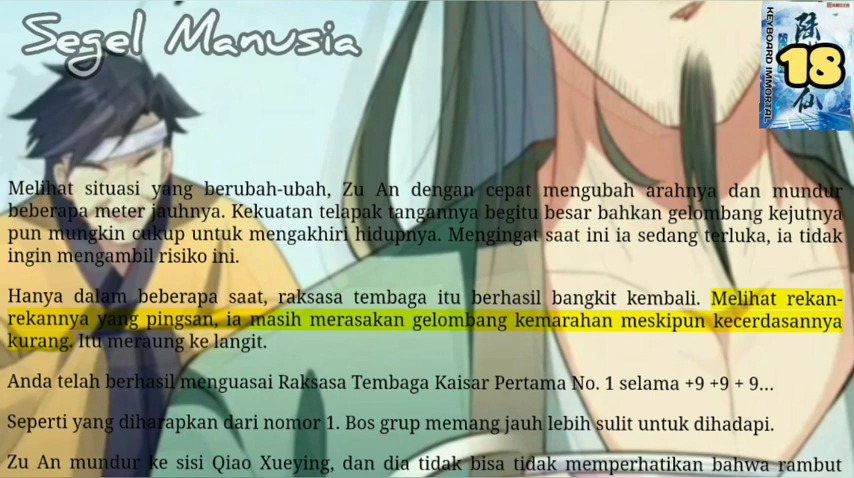 Segel Manusia
KEYBOARD IMMORTAL
18
Melihat situasi yang berubah-ubah, Zu An dengan cepat mengubah arahnya dan mundur
beberapa meter jauhnya. Kekuatan telapak tangannya begitu besar bahkan gelombang kejutnya
pun mungkin cukup untuk mengakhiri hidupnya. Mengingat saat ini ia sedang terluka, ia tidak
ingin mengambil risiko ini.
Hanya dalam beberapa saat, raksasa tembaga itu berhasil bangkit kembali. Melihat rekan-
rekannya yang pingsan, ia masih merasakan gelombang kemarahan meskipun kecerdasannya
kurang. Itu meraung ke langit.
Anda telah berhasil menguasai Raksasa Tembaga Kaisar Pertama No. 1 selama +9 +9 + 9...
Seperti yang diharapkan dari nomor 1. Bos grup memang jauh lebih sulit untuk dihadapi.
Zu An mundur ke sisi Qiao Xueying, dan dia tidak bisa tidak memperhatikan bahwa rambut